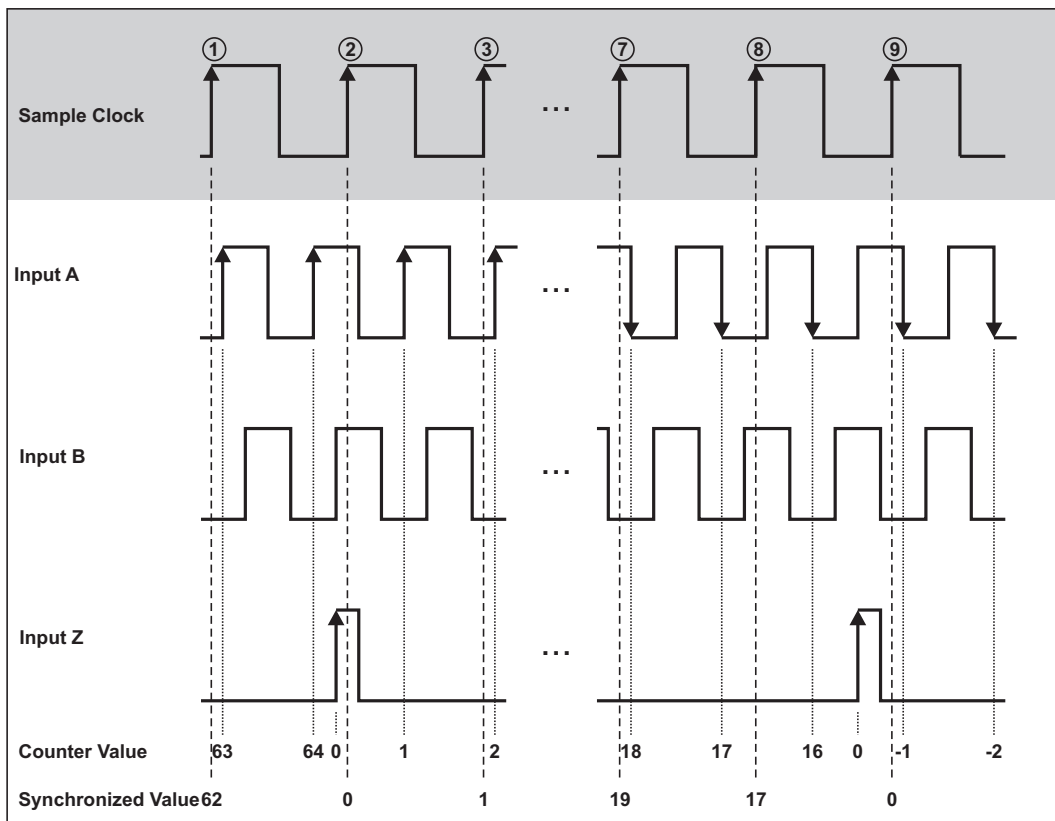 ① ② ③ ⑦ ⑧ ⑨
Sample Clock ...
Input A ...
Input B ...
Input Z ...
Counter Value 63 64 0 1 2 18 17 16 0 -1 -2
Synchronized Value 62 0 1 19 17 0